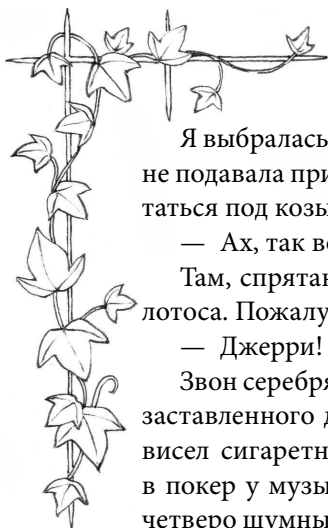 Я выбралась
не подавала при
таться под козы
— Ах, так во
Там, спрятан
лотоса. Пожалу
— Джерри!
Звон серебря
заставленного д
висел сигаретн
в покер у музы
четверо шумны